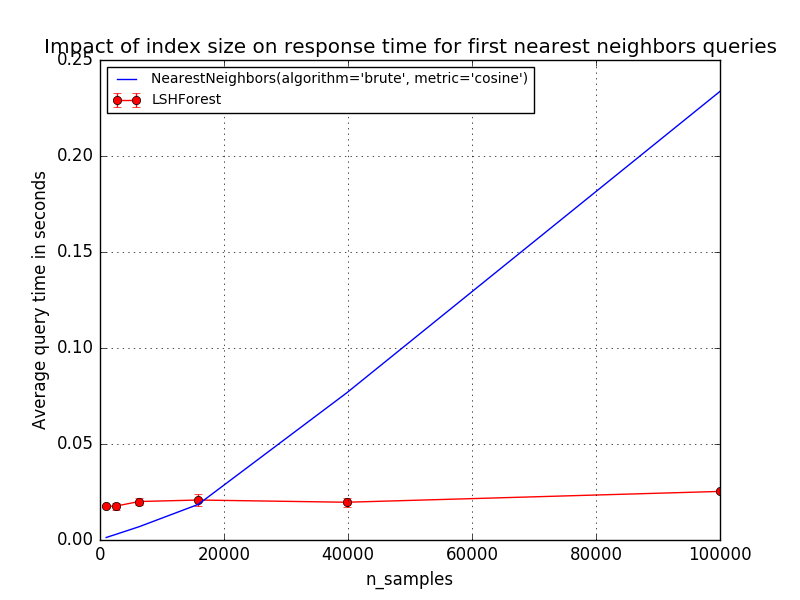 Impact of index size on response time for first nearest neighbors queries
NearestNeighbors(algorithm='brute', metric='cosine')
LSHForest
Average query time in seconds
0.25
0.20
0.15
0.10
0.05
0.00
0 20000 40000 60000 80000 100000
n_samples